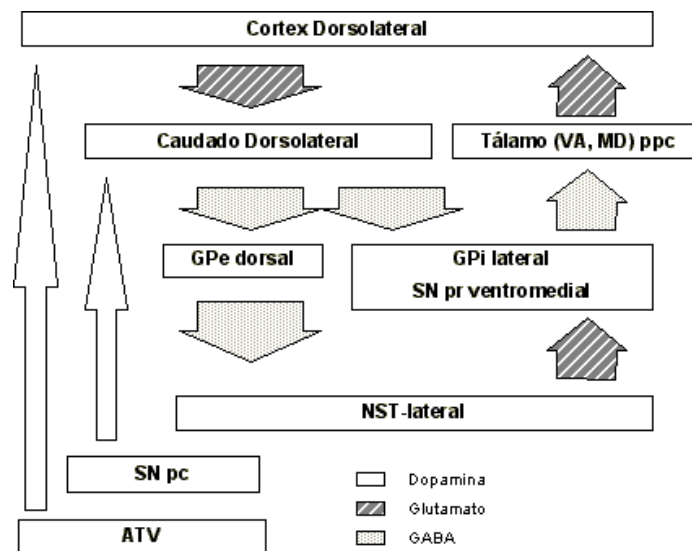 Cortex Dorsolateral
Caudado Dorsolateral
Tálamo (VA, MD) ppc
GPe dorsal
GPi lateral
SN pr ventromedial
NST-lateral
SN pc
ATV
Dopamina
Glutamato
GABA